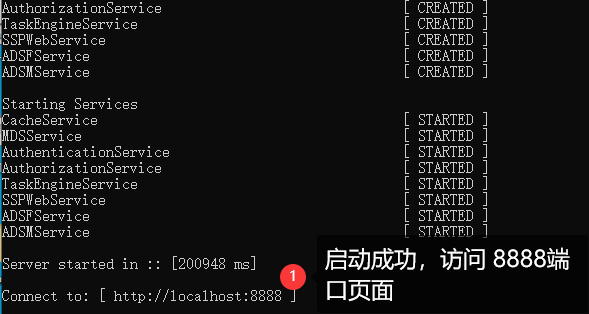 AuthorizationService [ CREATED ]
TaskEngineService [ CREATED ]
SSPWebService [ CREATED ]
ADSFService [ CREATED ]
ADSMService [ CREATED ]
Starting Services
CacheService [ STARTED ]
MDSService [ STARTED ]
AuthenticationService [ STARTED ]
AuthorizationService [ STARTED ]
TaskEngineService [ STARTED ]
SSPWebService [ STARTED ]
ADSFService [ STARTED ]
ADSMService [ STARTED ]
Server started in :: [200948 ms]
Connect to: [ http://localhost:8888 ]
1
启动成功，访问 8888端
口页面